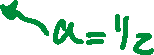 α = 1/2